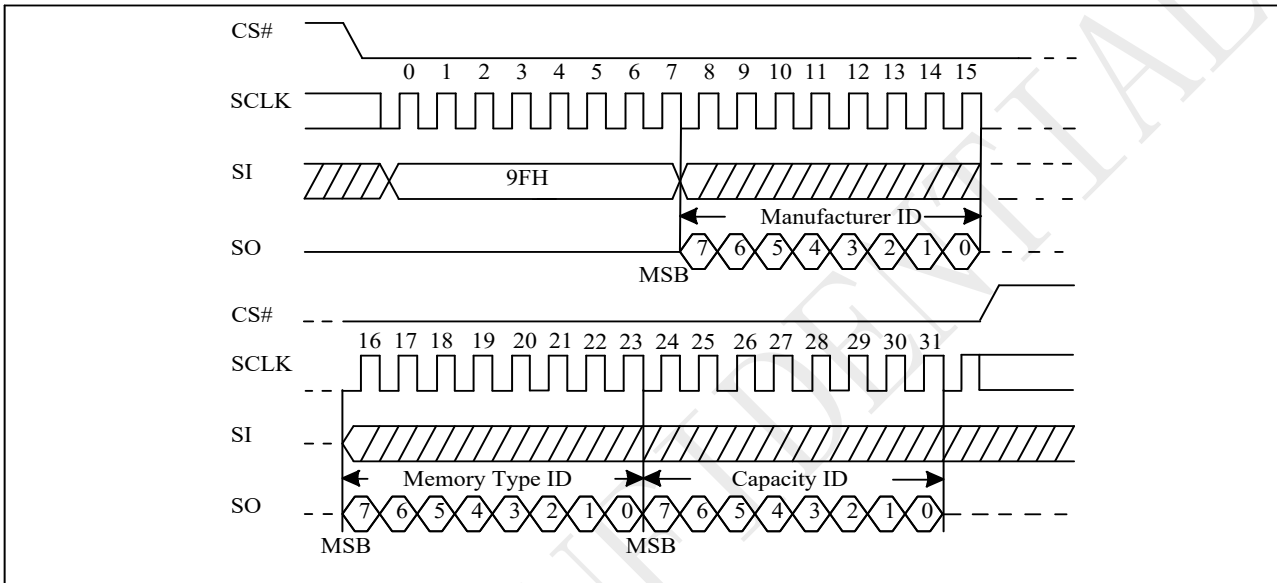 CS#
0 1 2 3 4 5 6 7 8 9 10 11 12 13 14 15
SCLK
SI
9FH
Manufacturer ID
SO
7 6 5 4 3 2 1 0
MSB
CS#
16 17 18 19 20 21 22 23 24 25 26 27 28 29 30 31
SCLK
SI
Memory Type ID Capacity ID
SO
7 6 5 4 3 2 1 0 7 6 5 4 3 2 1 0
MSB MSB